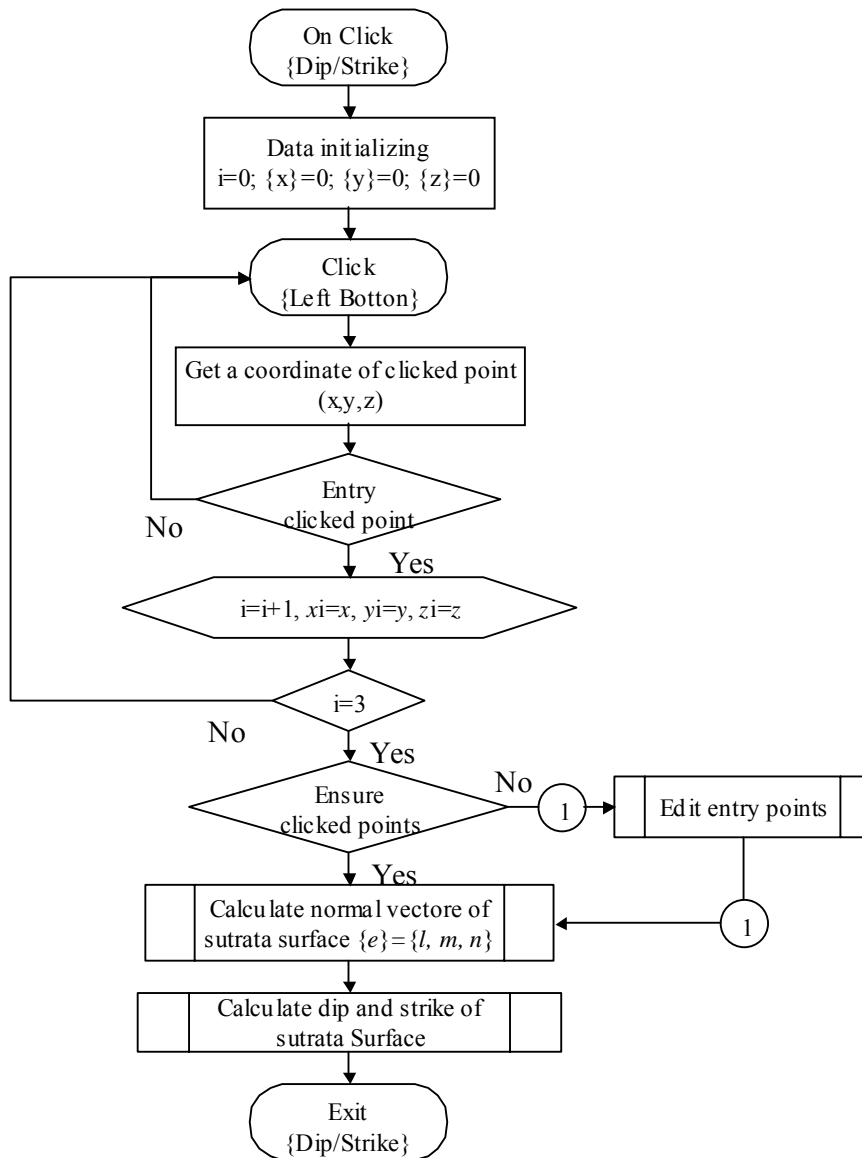 On Click
{Dip/Strike}
Data initializing
i=0; {x}=0; {y}=0; {z}=0
Click
{Left Botton}
Get a coordinate of clicked point
(x,y,z)
Entry
clicked point
No
Yes
i=i+1, xi=x, yi=y, zi=z
i=3
No
Yes
Ensure
clicked points
No
1
Edit entry points
Yes
1
Calculate normal vectore of
sutrata surface {e}={l, m, n}
Calculate dip and strike of
sutrata Surface
Exit
{Dip/Strike}